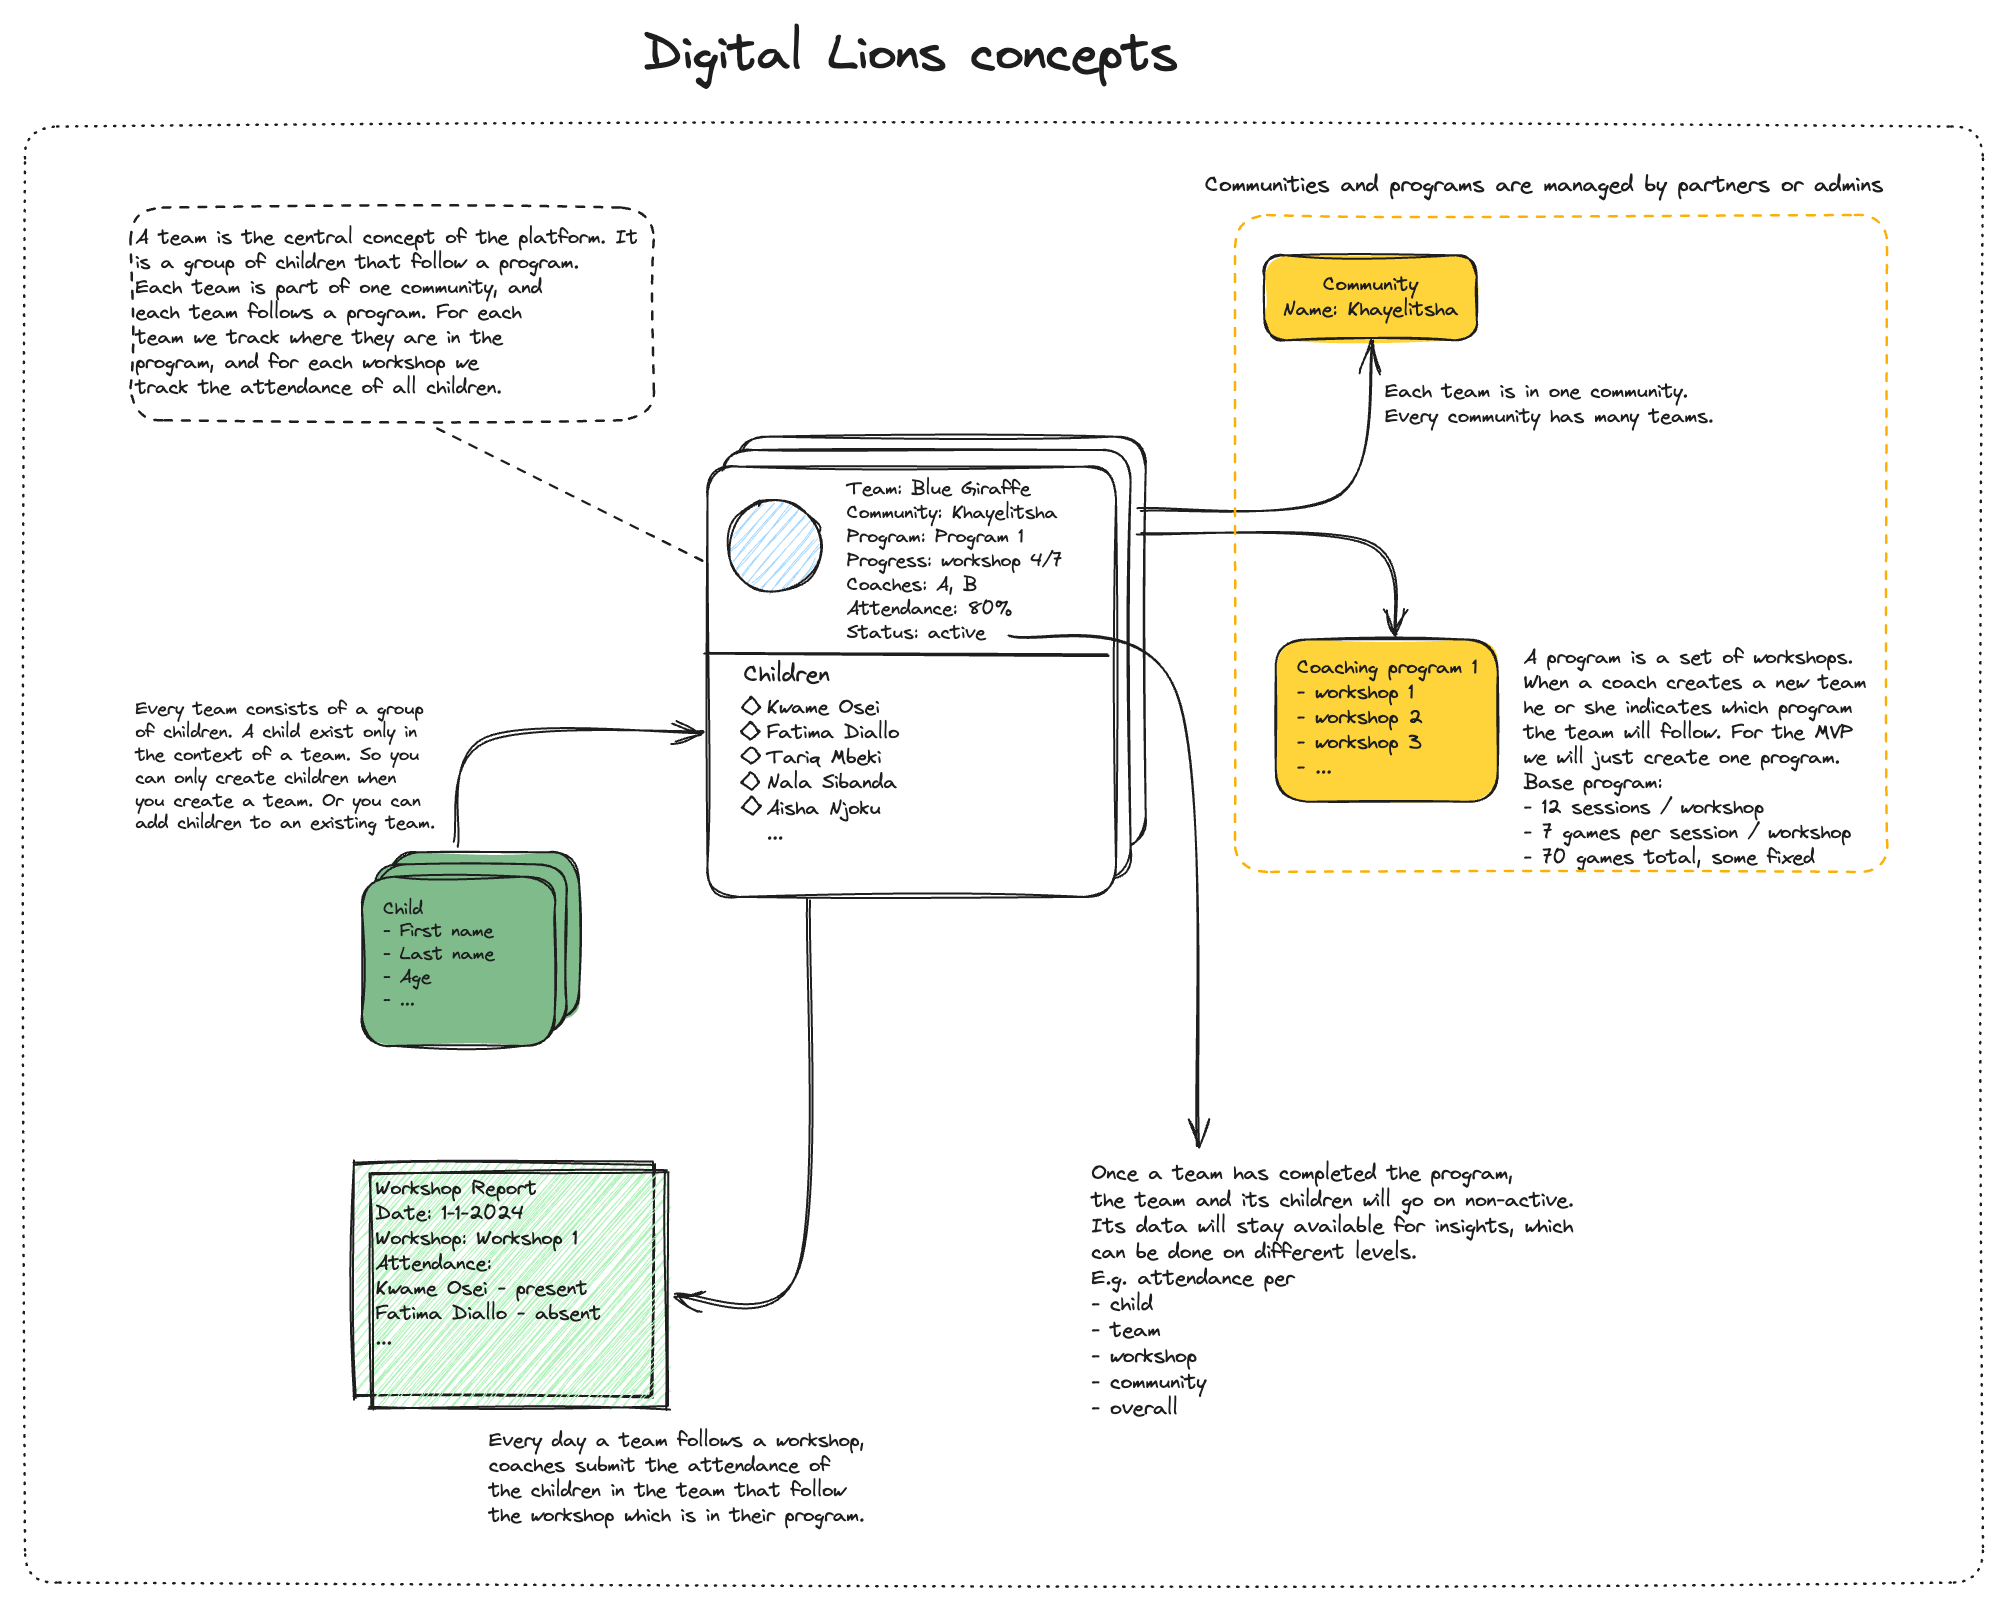 Digital Lions concepts
A team is the central concept of the platform. It
is a group of children that follow a program.
Each team is part of one community, and
each team follows a program. For each
team we track where they are in the
program, and for each workshop we
track the attendance of all children.
Communities and programs are managed by partners or admins
Community
Name: Khayelitsha
Each team is in one community.
Every community has many teams.
Team: Blue Giraffe
Community: Khayelitsha
Program: Program 1
Progress: workshop 4/7
Coaches: A, B
Attendance: 80%
Status: active
Children
Kwame Osei
Fatima Diallo
Tariq Mbeki
Nala Sibanda
Aisha Njoku
...
Coaching program 1
- workshop 1
- workshop 2
- workshop 3
- ...
A program is a set of workshops.
When a coach creates a new team
he or she indicates which program
the team will follow. For the MVP
we will just create one program.
Base program:
- 12 sessions / workshop
- 7 games per session / workshop
- 70 games total, some fixed
Every team consists of a group
of children. A child exist only in
the context of a team. So you
can only create children when
you create a team. Or you can
add children to an existing team.
Child
- First name
- Last name
- Age
- ...
Workshop Report
Date: 1-1-2024
Workshop: Workshop 1
Attendance:
Kwame Osei - present
Fatima Diallo - absent
...
Every day a team follows a workshop,
coaches submit the attendance of
the children in the team that follow
the workshop which is in their program.
Once a team has completed the program,
the team and its children will go on non-active.
Its data will stay available for insights, which
can be done on different levels.
E.g. attendance per
- child
- team
- workshop
- community
- overall